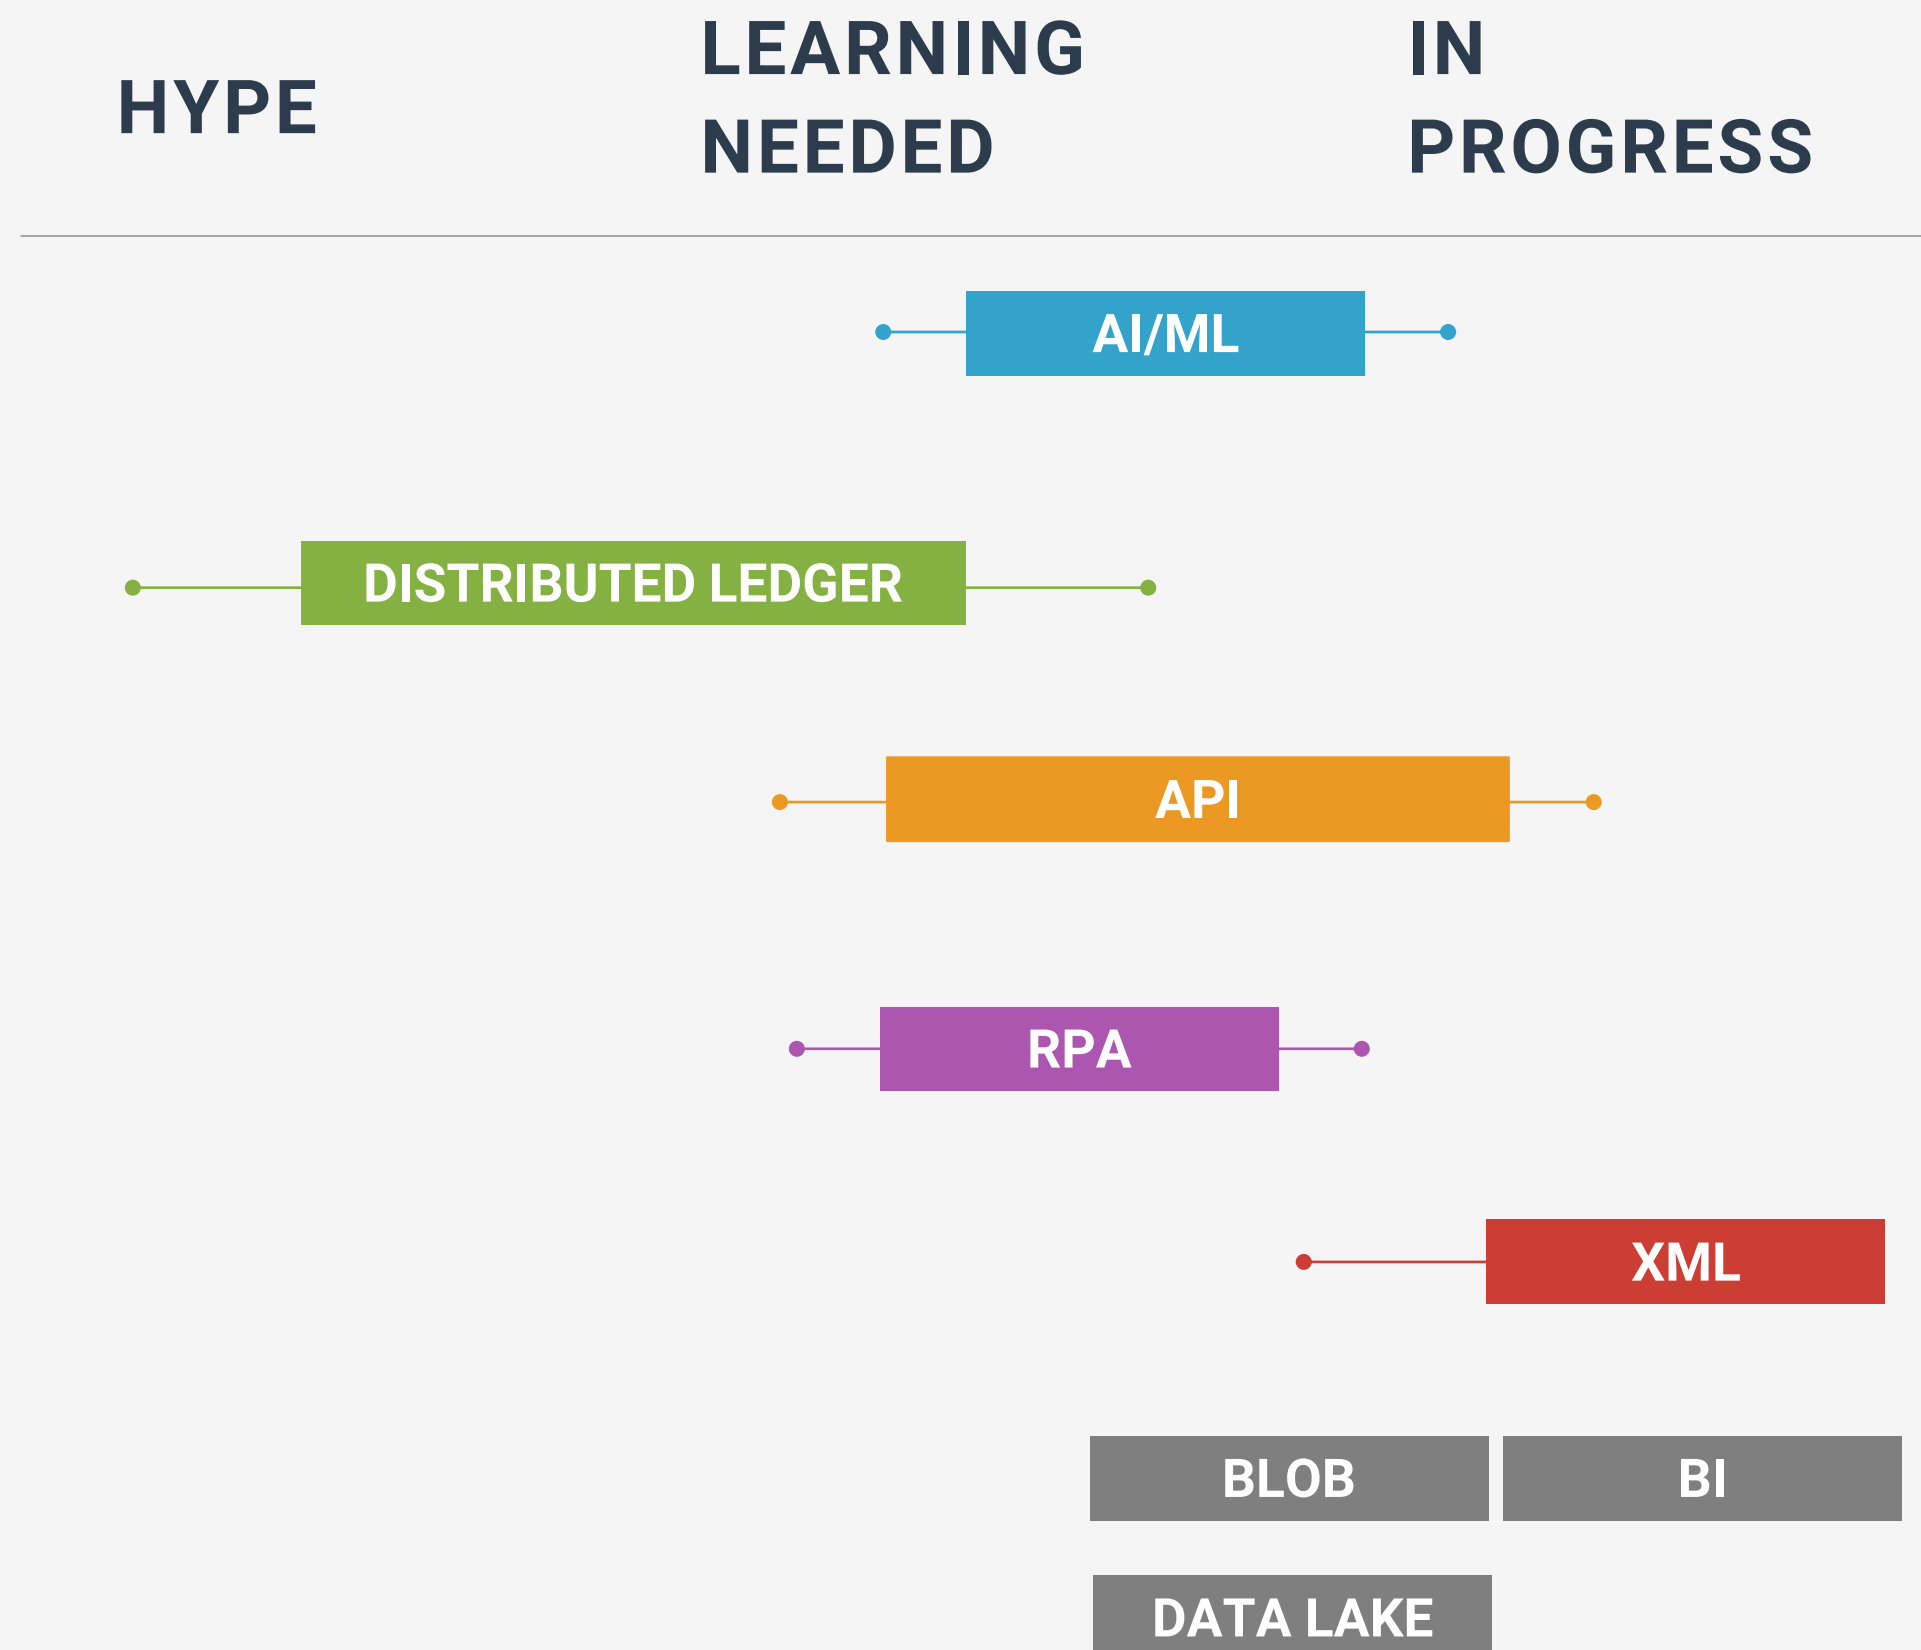 HYPE
LEARNING
NEEDED
IN
PROGRESS
AI/ML
DISTRIBUTED LEDGER
API
RPA
XML
BLOB
BI
DATA LAKE